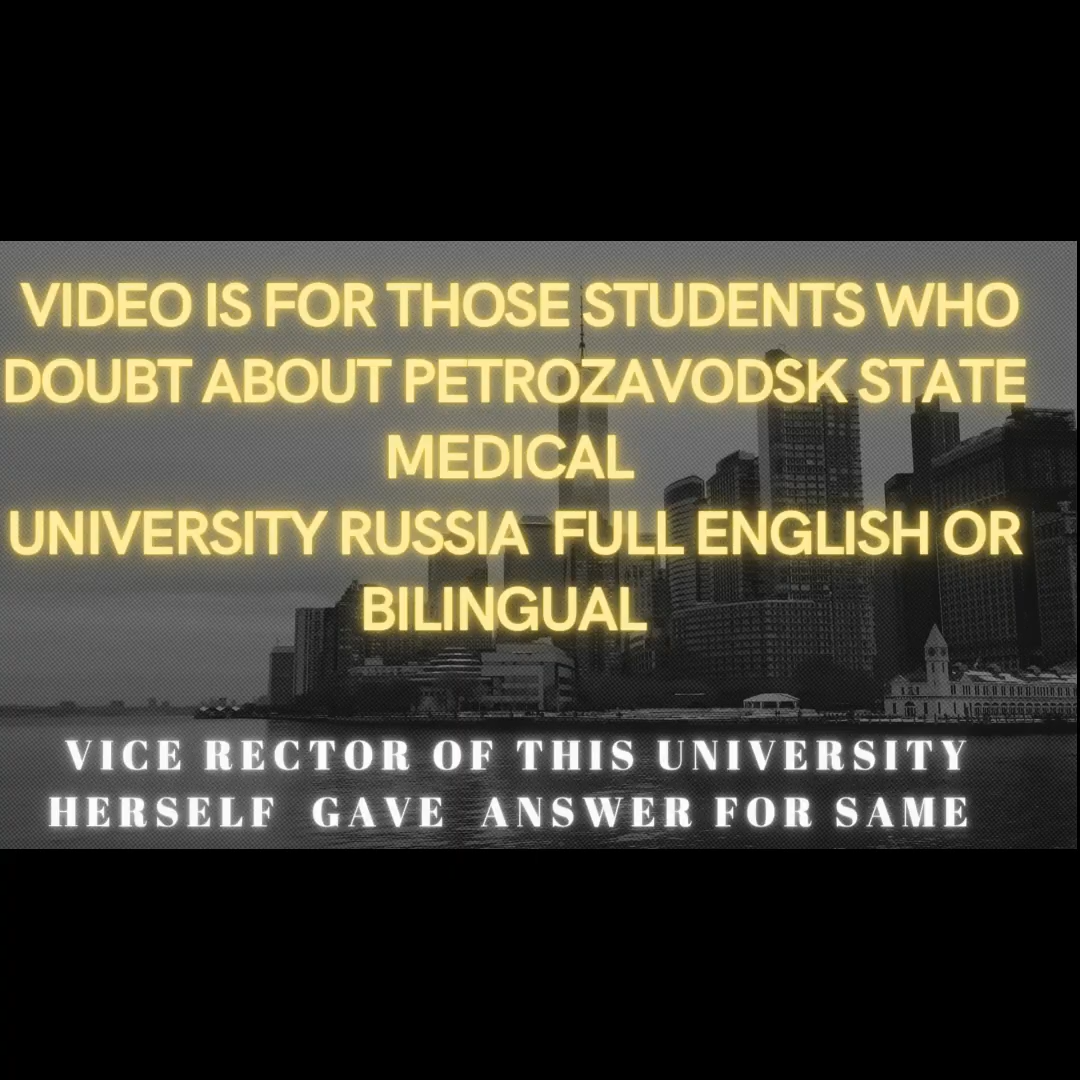 VIDEO IS FOR THOSE STUDENTS WHO
DOUBT ABOUT PETROZAVODSK STATE
MEDICAL
UNIVERSITY RUSSIA FULL ENGLISH OR
BILINGUAL
VICE RECTOR OF THIS UNIVERSITY
HERSELF GAVE ANSWER FOR SAME